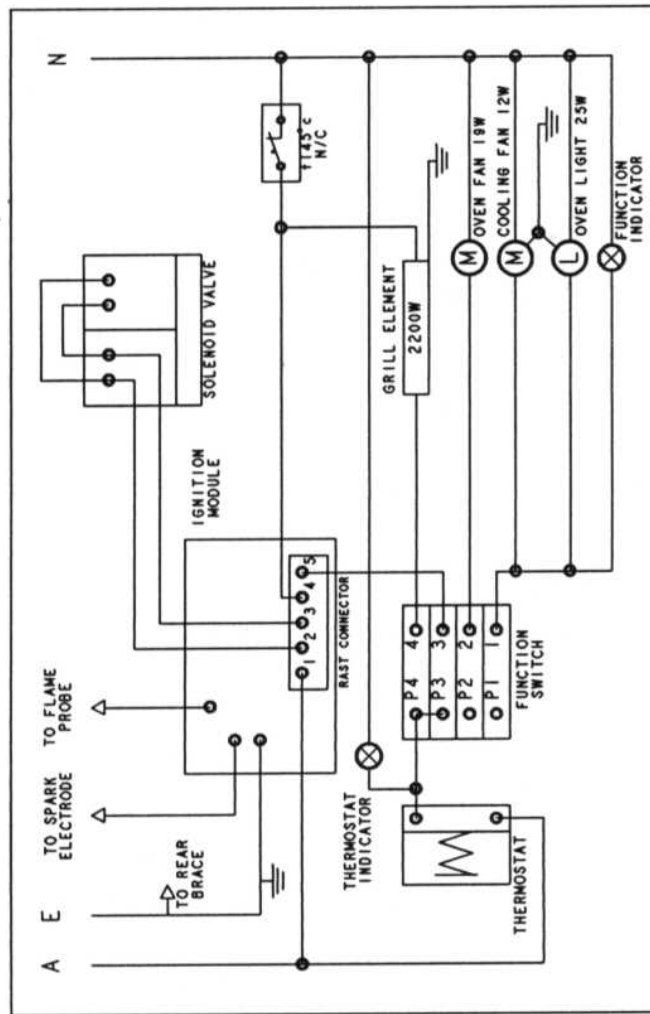 A
E
N
TO REAR
BRACE
TO SPARK
ELECTRODE
TO FLAME
PROBE
IGNITION
MODULE
SOLENOID VALVE
1
2
3
4
5
RAST CONNECTOR
t145°c
N/C
THERMOSTAT
INDICATOR
GRILL ELEMENT
2200W
THERMOSTAT
P4
4
P3
3
P2
2
P1
1
FUNCTION
SWITCH
M
OVEN FAN 19W
M
COOLING FAN 12W
L
OVEN LIGHT 25W
FUNCTION
INDICATOR